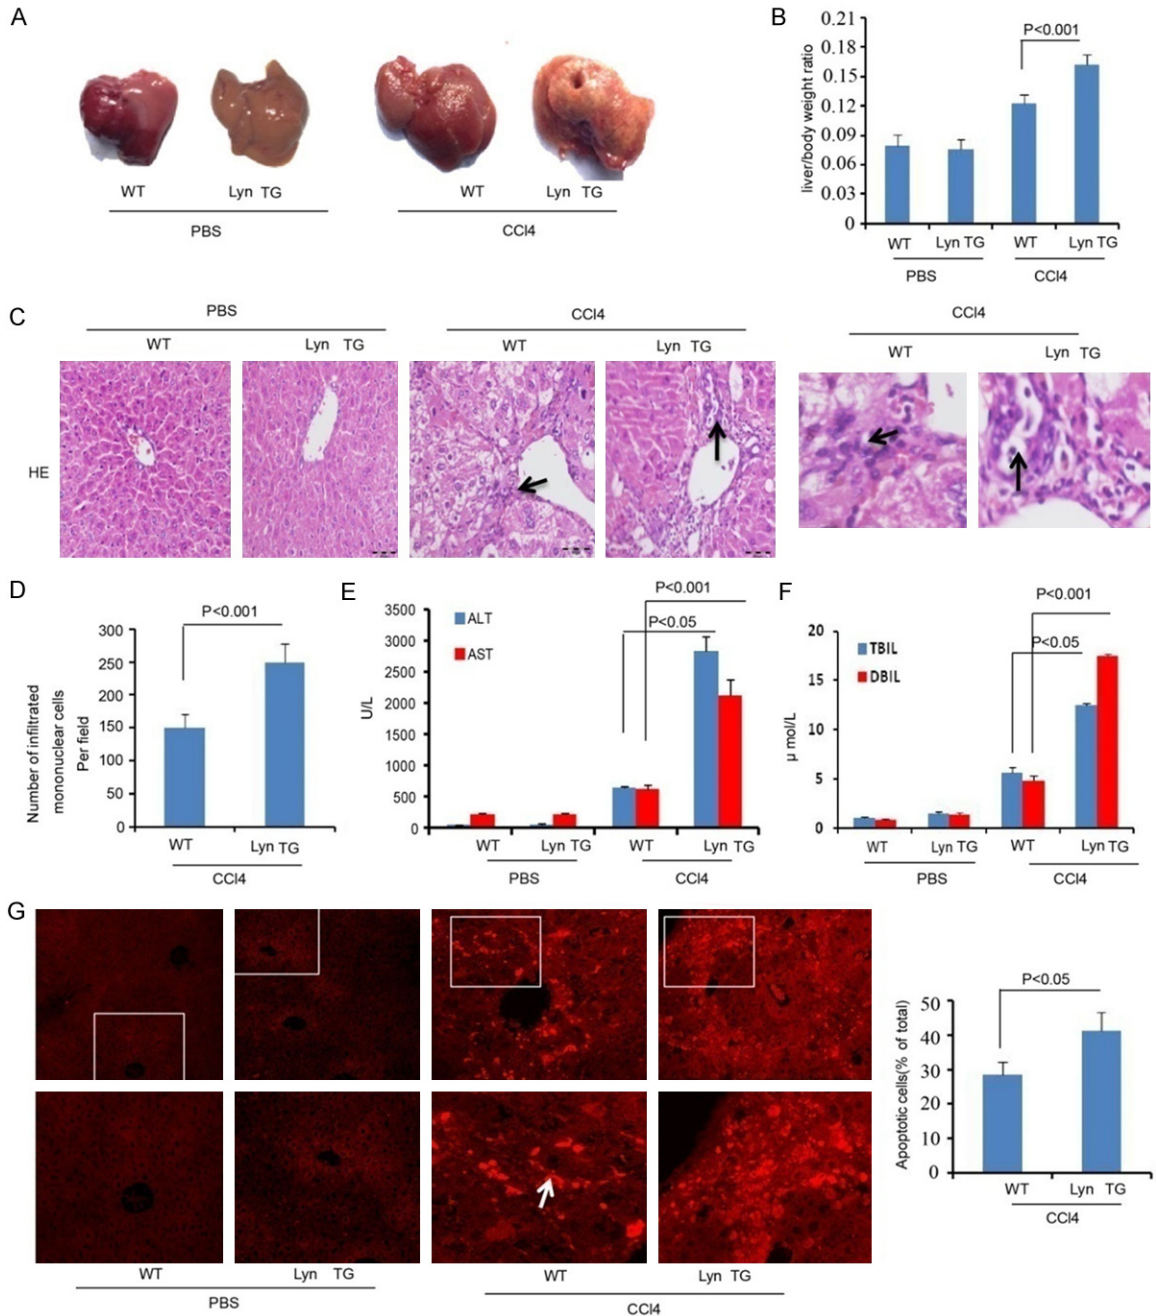 A
WT
Lyn TG
WT
Lyn TG
PBS
CCl4
B
liver/body weight ratio
0.21
0.18
0.15
0.12
0.09
0.06
0.03
0
P<0.001
WT
Lyn TG
WT
Lyn TG
PBS
CCl4
C
PBS
CCl4
CCl4
WT
Lyn TG
WT
Lyn TG
WT
Lyn TG
HE
D
Number of infiltrated
mononuclear cells
Per field
300
250
200
150
100
50
0
P<0.001
WT
Lyn TG
CCl4
E
U/L
3500
3000
2500
2000
1500
1000
500
0
ALT
AST
P<0.001
P<0.05
WT
Lyn TG
WT
Lyn TG
PBS
CCl4
F
µ mol/L
20
15
10
5
0
TBIL
DBIL
P<0.001
P<0.05
WT
Lyn TG
WT
Lyn TG
PBS
CCl4
G
WT
Lyn TG
WT
Lyn TG
PBS
CCl4
Apoptotic cells(% of total)
50
40
30
20
10
0
P<0.05
WT
Lyn TG
CCl4